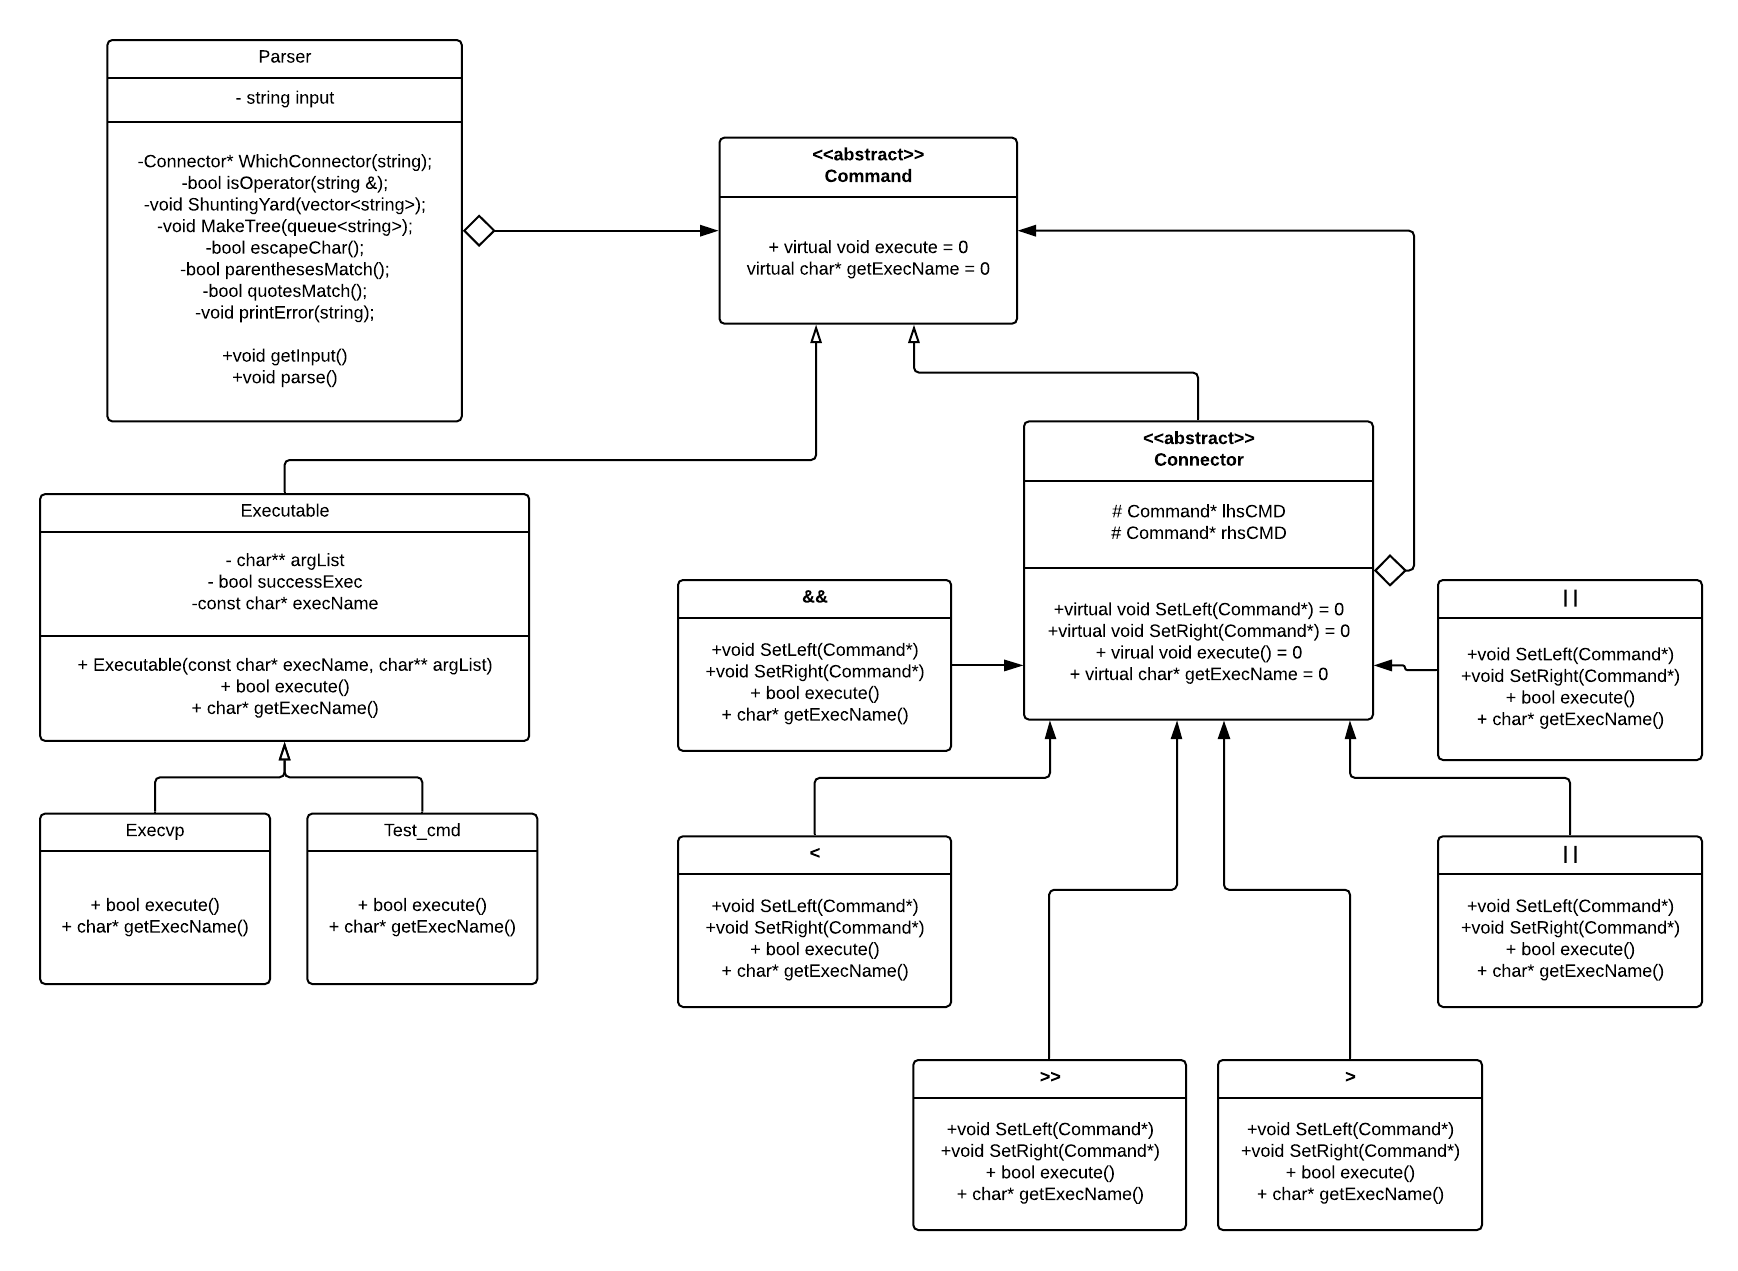 Parser
- string input
-Connector* WhichConnector(string);
-bool isOperator(string &);
-void ShuntingYard(vector<string>);
-void MakeTree(queue<string>);
-bool escapeChar();
-bool parenthesesMatch();
-bool quotesMatch();
-void printError(string);
+void getInput()
+void parse()
<<abstract>>
Command
+ virtual void execute = 0
virtual char* getExecName = 0
<<abstract>>
Connector
# Command* lhsCMD
# Command* rhsCMD
+virtual void SetLeft(Command*) = 0
+virtual void SetRight(Command*) = 0
+ virual void execute() = 0
+ virtual char* getExecName = 0
Executable
- char** argList
- bool successExec
-const char* execName
+ Executable(const char* execName, char** argList)
+ bool execute()
+ char* getExecName()
&&
+void SetLeft(Command*)
+void SetRight(Command*)
+ bool execute()
+ char* getExecName()
||
+void SetLeft(Command*)
+void SetRight(Command*)
+ bool execute()
+ char* getExecName()
Execvp
+ bool execute()
+ char* getExecName()
Test_cmd
+ bool execute()
+ char* getExecName()
<
+void SetLeft(Command*)
+void SetRight(Command*)
+ bool execute()
+ char* getExecName()
||
+void SetLeft(Command*)
+void SetRight(Command*)
+ bool execute()
+ char* getExecName()
>>
+void SetLeft(Command*)
+void SetRight(Command*)
+ bool execute()
+ char* getExecName()
>
+void SetLeft(Command*)
+void SetRight(Command*)
+ bool execute()
+ char* getExecName()